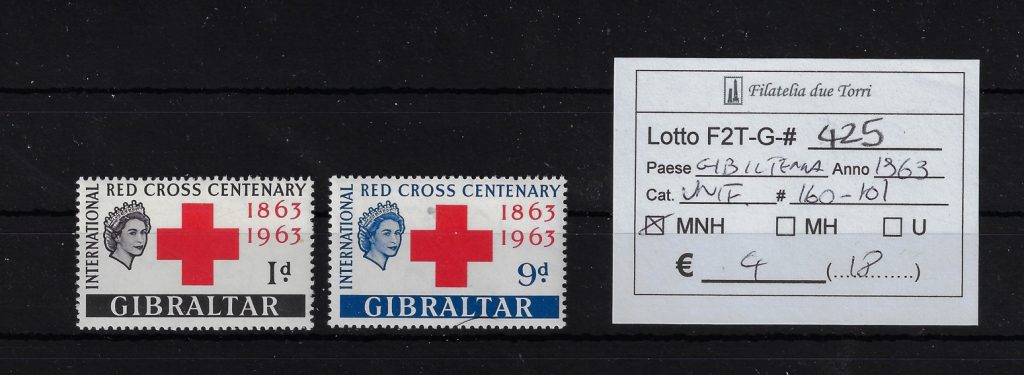 INTERNATIONAL
RED CROSS CENTENARY
1863
1963
1d
GIBRALTAR
INTERNATIONAL
RED CROSS CENTENARY
1863
1963
9d
GIBRALTAR
Filatelia due Torri
Lotto F2T-G-# 425
Paese GIBILTERRA Anno 1963
Cat. UNIF. # 160-101
MNH MH U
€ 4 (...18.......)